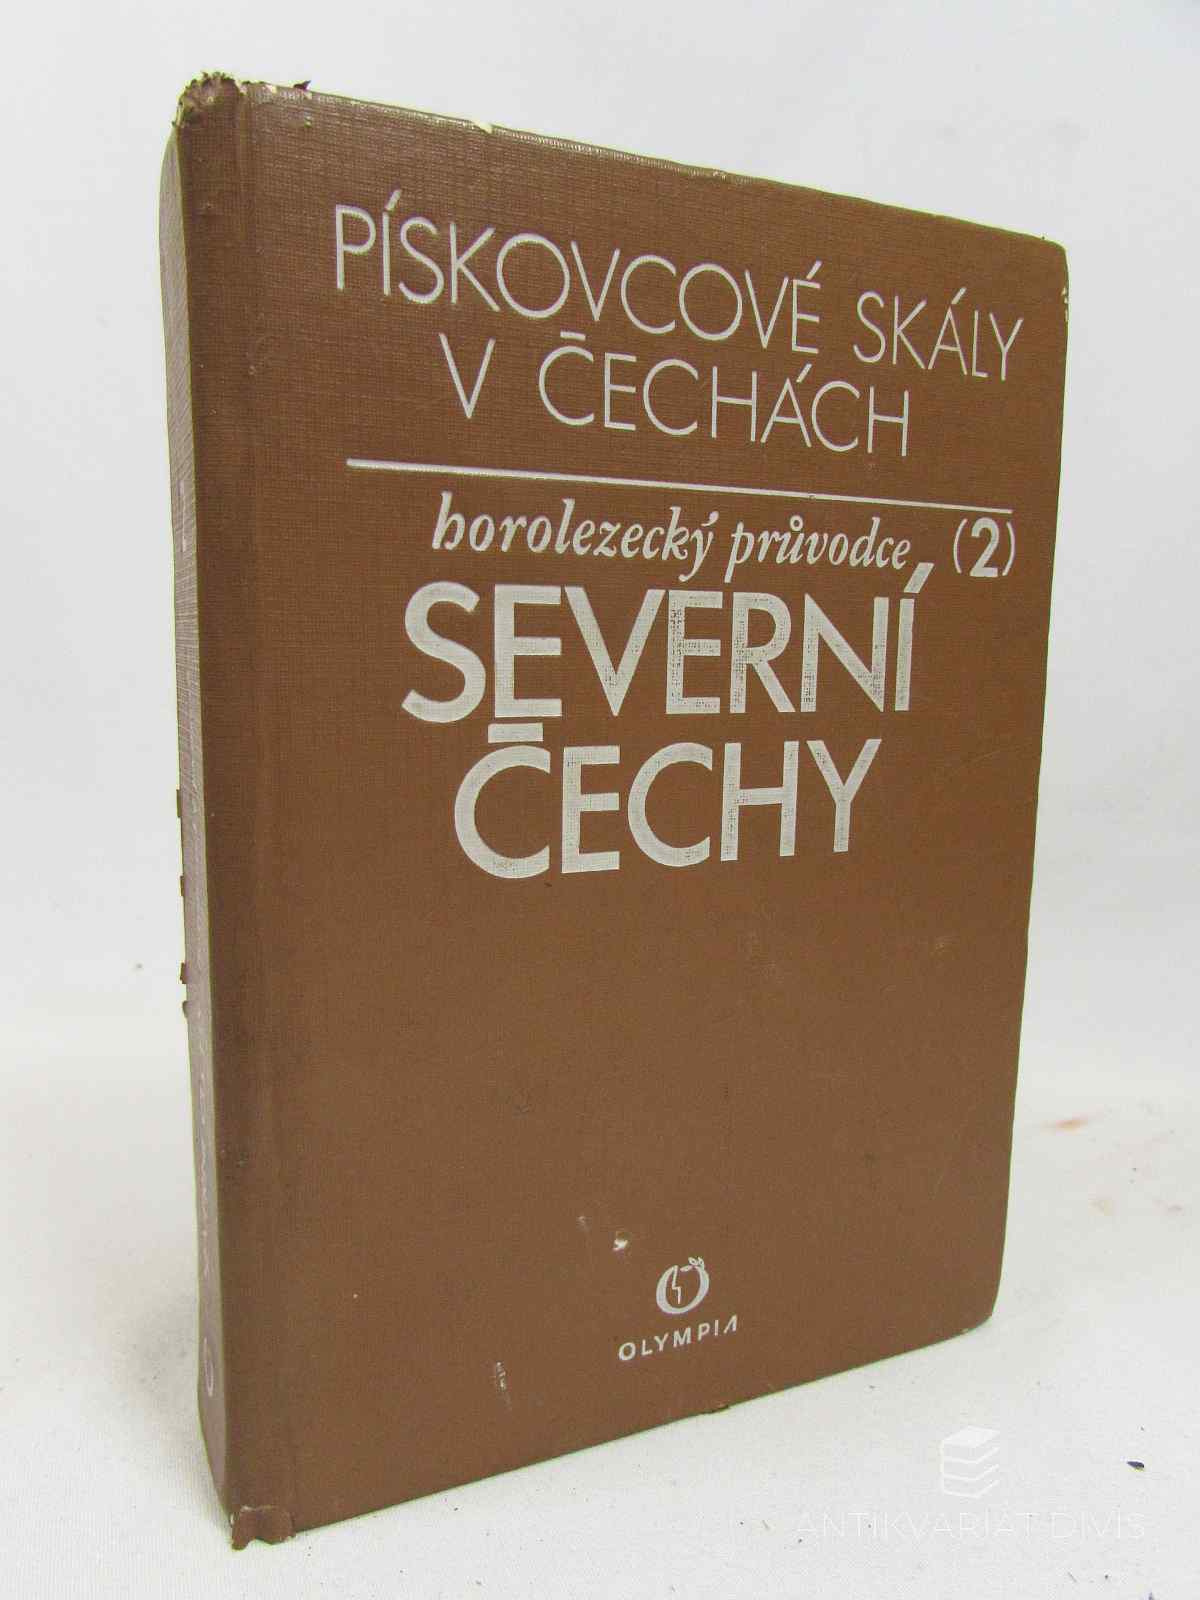 PÍSKOVCOVÉ SKÁLY
V ČECHÁCH
horolezecký průvodce (2)
SEVERNÍ
ČECHY
OLYMPIA
ANTIKVARIÁT DIVIŠ